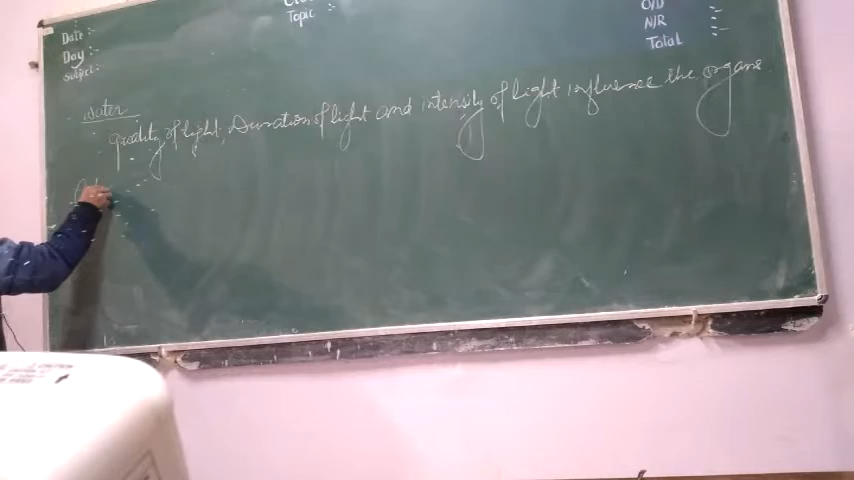 Date :-
Day :-
Subject :-
Topic :-
O/D :-
N/R :-
Total :-
Water
quality of light, Duration of light and intensity of light influence the organs